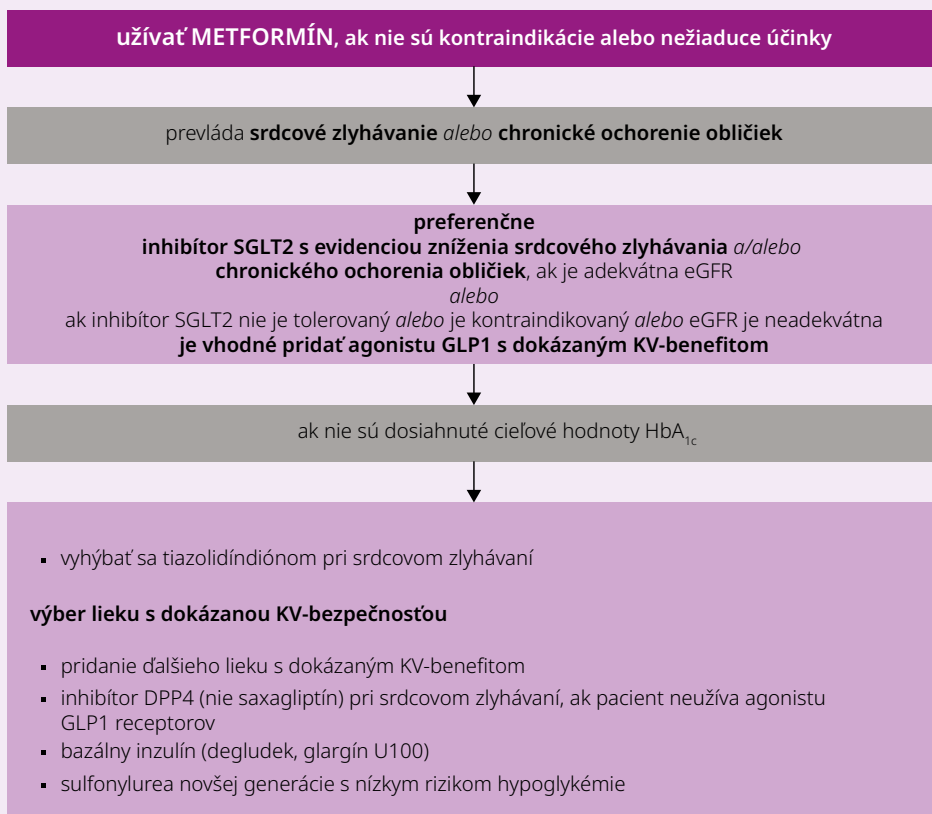 užívať METFORMÍN, ak nie sú kontraindikácie alebo nežiaduce účinky
prevláda srdcové zlyhávanie alebo chronické ochorenie obličiek
preferenčne
inhibítor SGLT2 s evidenciou zníženia srdcového zlyhávania a/alebo
chronického ochorenia obličiek, ak je adekvátna eGFR
alebo
ak inhibítor SGLT2 nie je tolerovaný alebo je kontraindikovaný alebo eGFR je neadekvátna
je vhodné pridať agonistu GLP1 s dokázaným KV-benefitom
ak nie sú dosiahnuté cieľové hodnoty HbA1c
▪ vyhýbať sa tiazolidíndiónom pri srdcovom zlyhávaní
výber lieku s dokázanou KV-bezpečnosťou
▪ pridanie ďalšieho lieku s dokázaným KV-benefitom
▪ inhibítor DPP4 (nie saxagliptín) pri srdcovom zlyhávaní, ak pacient neužíva agonistu
GLP1 receptorov
▪ bazálny inzulín (degludek, glargín U100)
▪ sulfonylurea novšej generácie s nízkym rizikom hypoglykémie